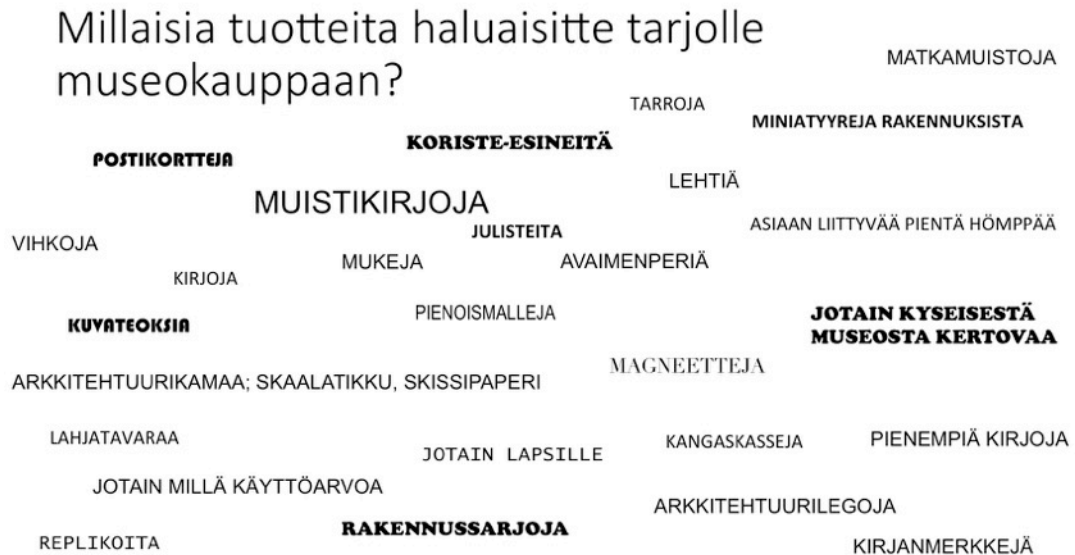 Millaisia tuotteita haluaisitte tarjolle
museokauppaan?
MATKAMUISTOJA
TARROJA
MINIATYYREJA RAKENNUKSISTA
KORISTE-ESINEITÄ
POSTIKORTTEJA
LEHTIÄ
MUISTIKIRJOJA
ASIAAN LIITTYVÄÄ PIENTÄ HÖMPPÄÄ
JULISTEITA
VIHKOJA
MUKEJA
AVAIMENPERIÄ
KIRJOJA
PIENOISMALLEJA
JOTAIN KYSEISESTÄ
MUSEOSTA KERTOVAA
KUVATEOKSIA
MAGNEETTEJA
ARKKITEHTUURIKAMAA; SKAALATIKKU, SKISSIPAPERI
LAHJATAVARAA
KANGASKASSEJA
PIENEMPIÄ KIRJOJA
JOTAIN LAPSILLE
JOTAIN MILLÄ KÄYTTÖARVOA
ARKKITEHTUURILEGOJA
RAKENNUSSARJOJA
REPLIKOITA
KIRJANMERKKEJÄ